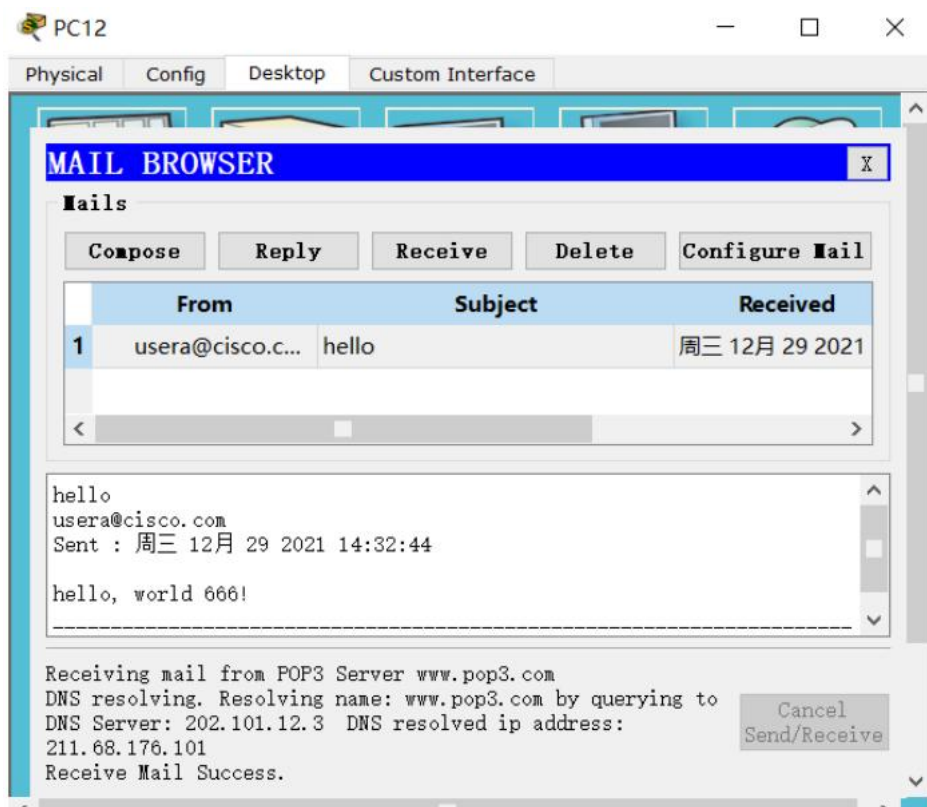 PC12
Physical Config Desktop Custom Interface
MAIL BROWSER X
Mails
Compose Reply Receive Delete Configure Mail
From Subject Received
1 usera@cisco.c... hello 周三 12月 29 2021
hello
usera@cisco.com
Sent : 周三 12月 29 2021 14:32:44
hello, world 666!
Receiving mail from POP3 Server www.pop3.com
DNS resolving. Resolving name: www.pop3.com by querying to
DNS Server: 202.101.12.3 DNS resolved ip address:
211.68.176.101
Receive Mail Success.
Cancel
Send/Receive